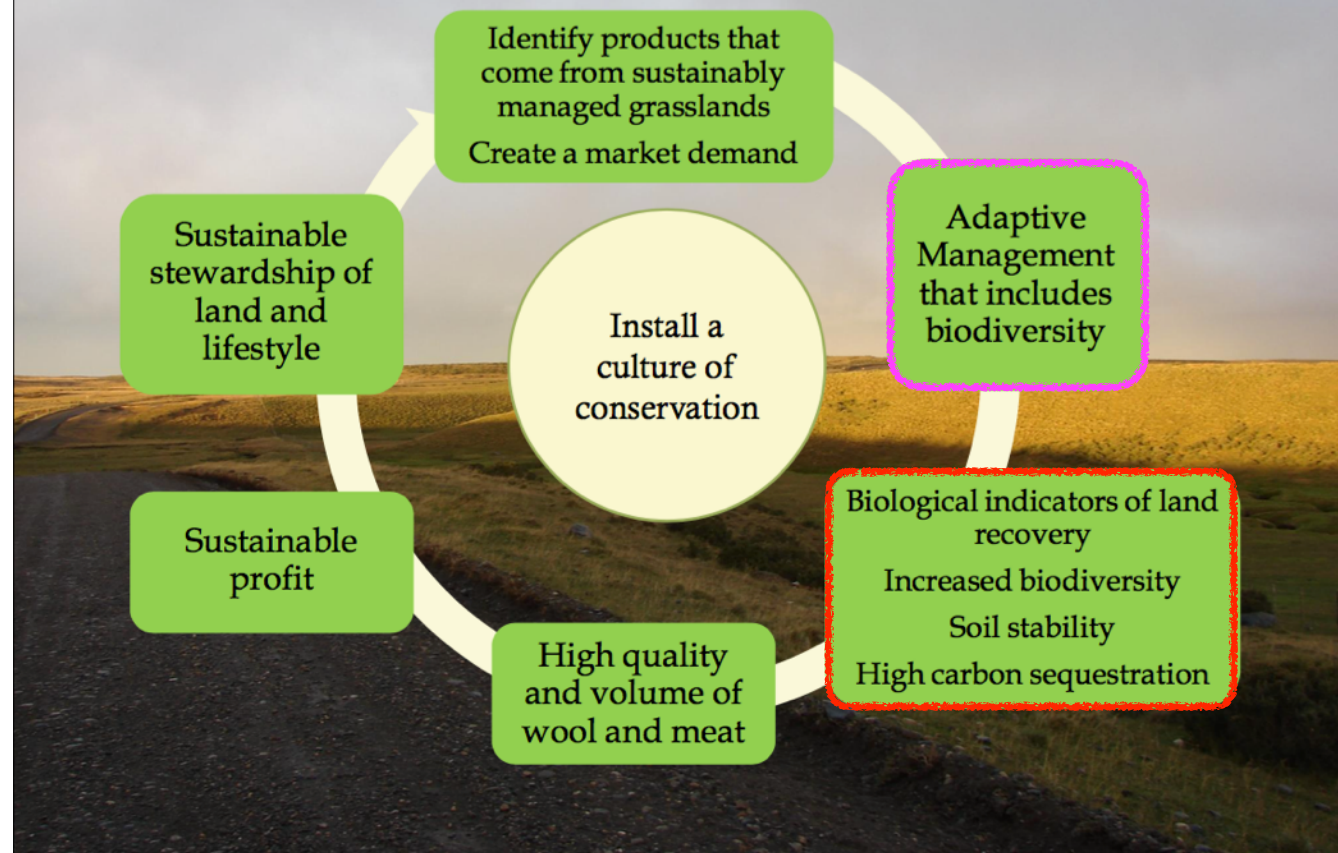 Identify products that
come from sustainably
managed grasslands
Create a market demand
Adaptive
Management
that includes
biodiversity
Biological indicators of land
recovery
Increased biodiversity
Soil stability
High carbon sequestration
High quality
and volume of
wool and meat
Sustainable
profit
Sustainable
stewardship of
land and
lifestyle
Install a
culture of
conservation